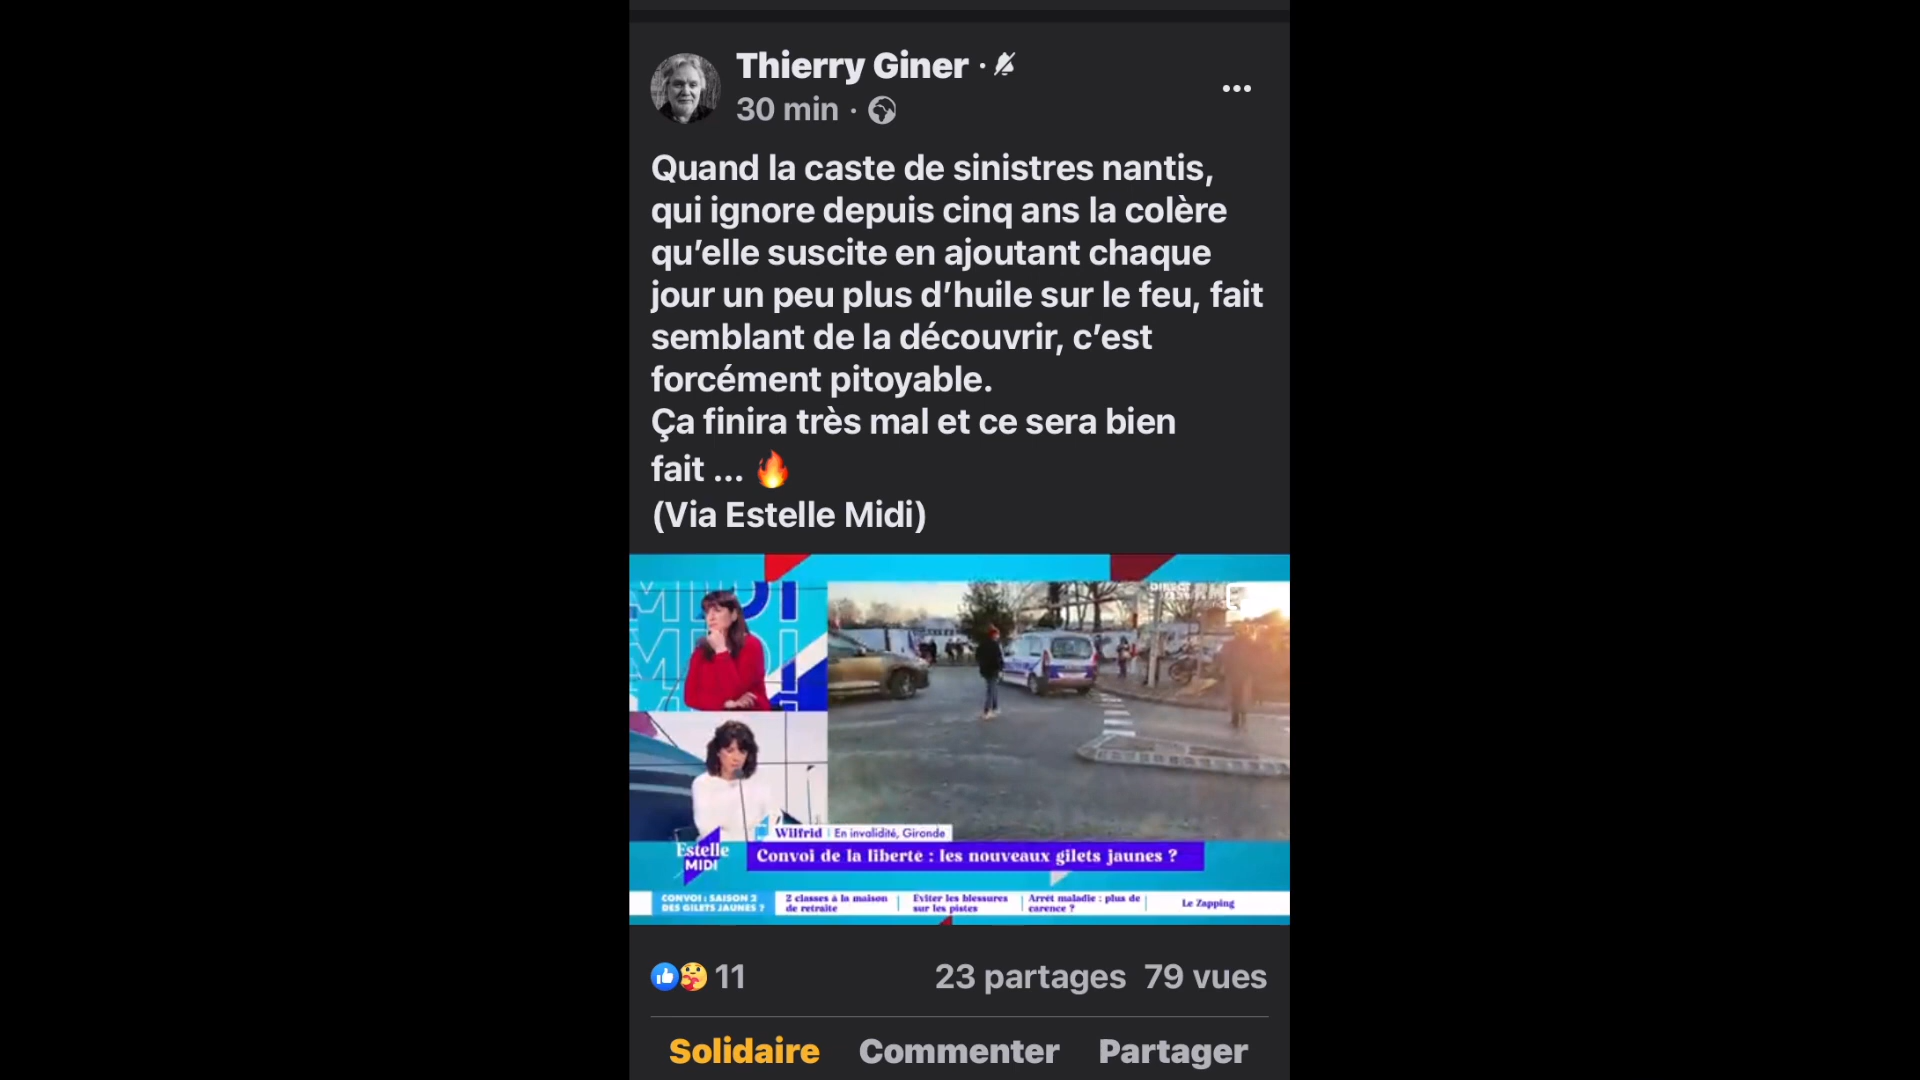 Thierry Giner ·
30 min ·
Quand la caste de sinistres nantis,
qui ignore depuis cinq ans la colère
qu’elle suscite en ajoutant chaque
jour un peu plus d’huile sur le feu, fait
semblant de la découvrir, c’est
forcément pitoyable.
Ça finira très mal et ce sera bien
fait ... 🔥
(Via Estelle Midi)
MIDI
MIDI
DIRECT
RMC
Wilfrid | En invalidité, Gironde
Estelle
MIDI
Convoi de la liberté : les nouveaux gilets jaunes ?
CONVOI : SAISON 2
DES GILETS JAUNES ?
2 classes à la maison
de retraite
Eviter les blessures
sur les pistes
Arrêt maladie : plus de
carence ?
Le Zapping
11
23 partages 79 vues
Solidaire Commenter Partager